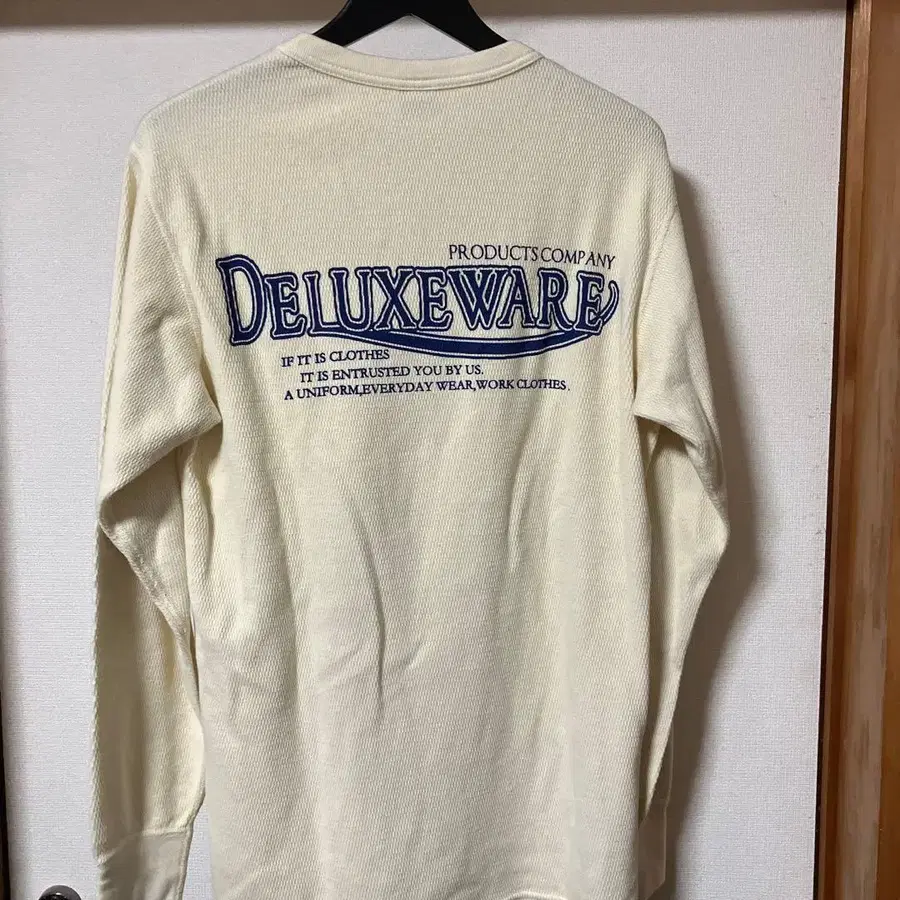 PRODUCTS COMPANY
DELUXEWARE
IF IT IS CLOTHES
IT IS ENTRUSTED YOU BY US.
A UNIFORM,EVERYDAY WEAR,WORK CLOTHES.